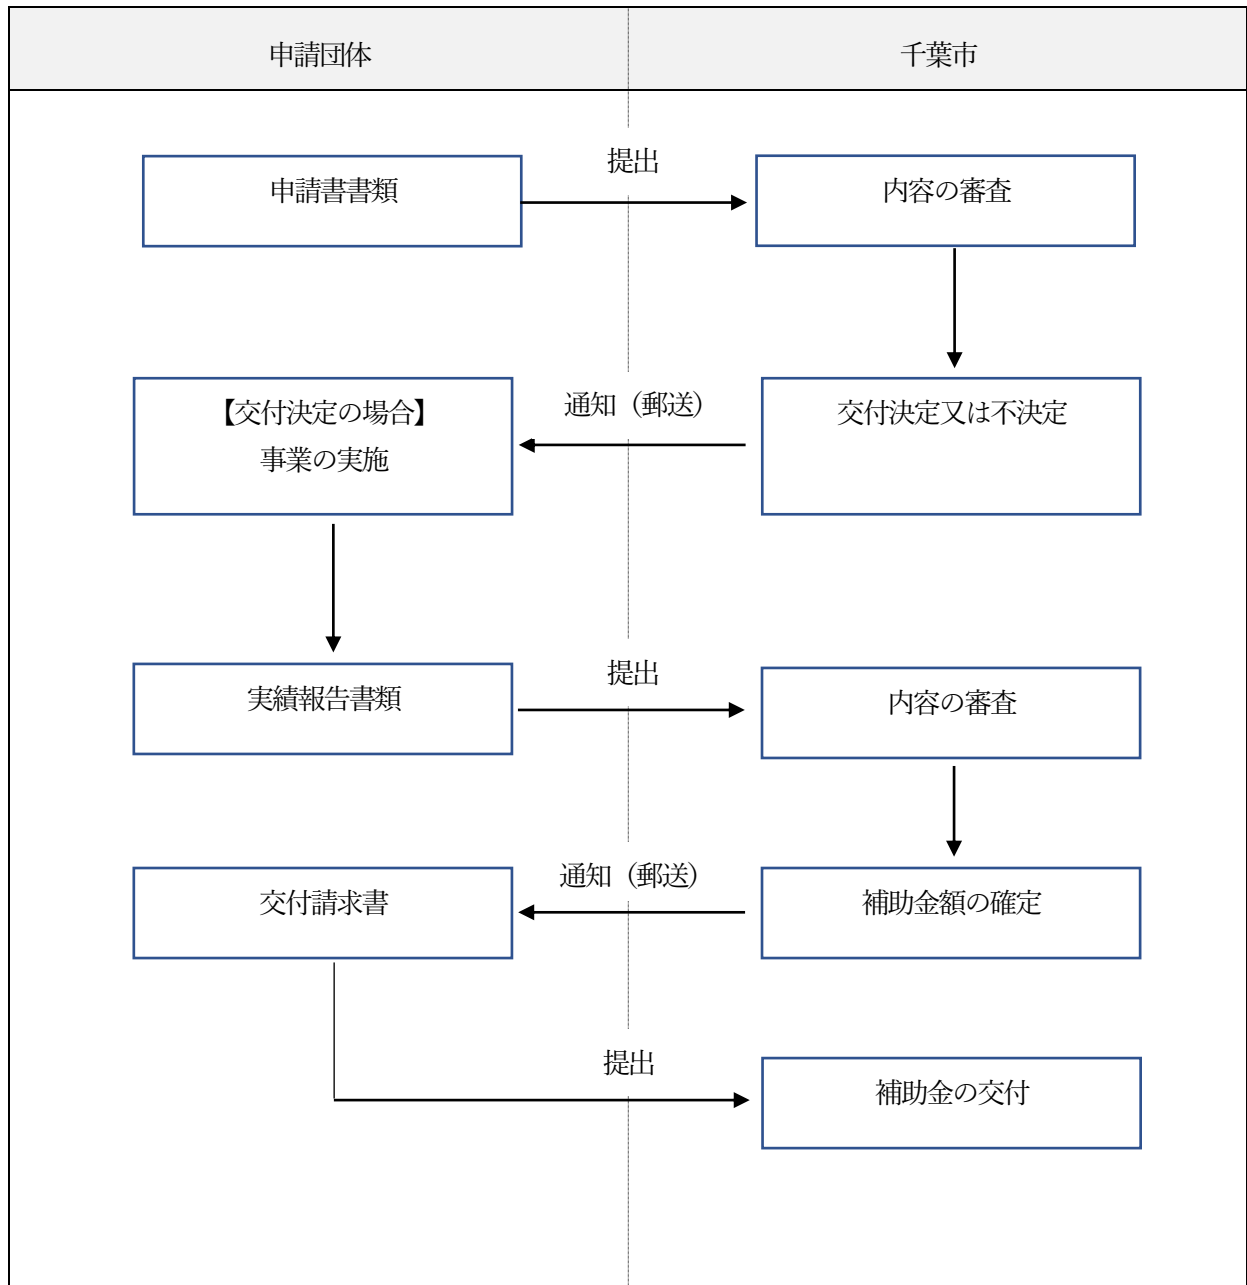 申請団体
千葉市
申請書書類
提出
内容の審査
【交付決定の場合】
事業の実施
通知（郵送）
交付決定又は不決定
実績報告書類
提出
内容の審査
交付請求書
通知（郵送）
補助金額の確定
提出
補助金の交付